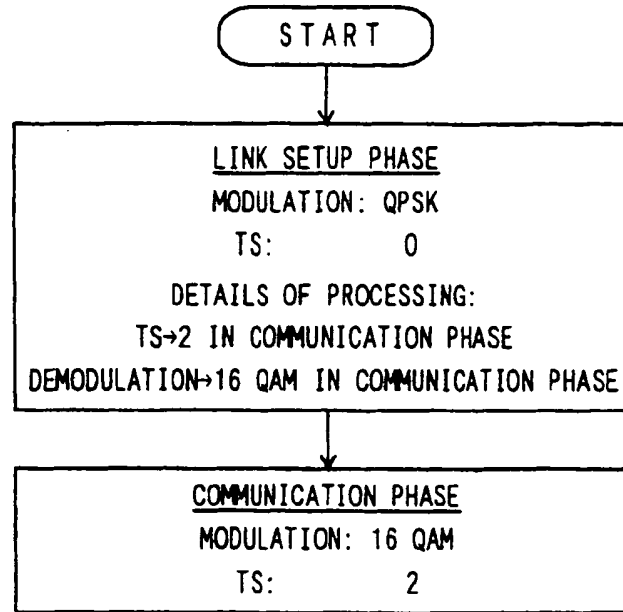 START
LINK SETUP PHASE
MODULATION: QPSK
TS: 0
DETAILS OF PROCESSING:
TS→2 IN COMMUNICATION PHASE
DEMODULATION→16 QAM IN COMMUNICATION PHASE
COMMUNICATION PHASE
MODULATION: 16 QAM
TS: 2